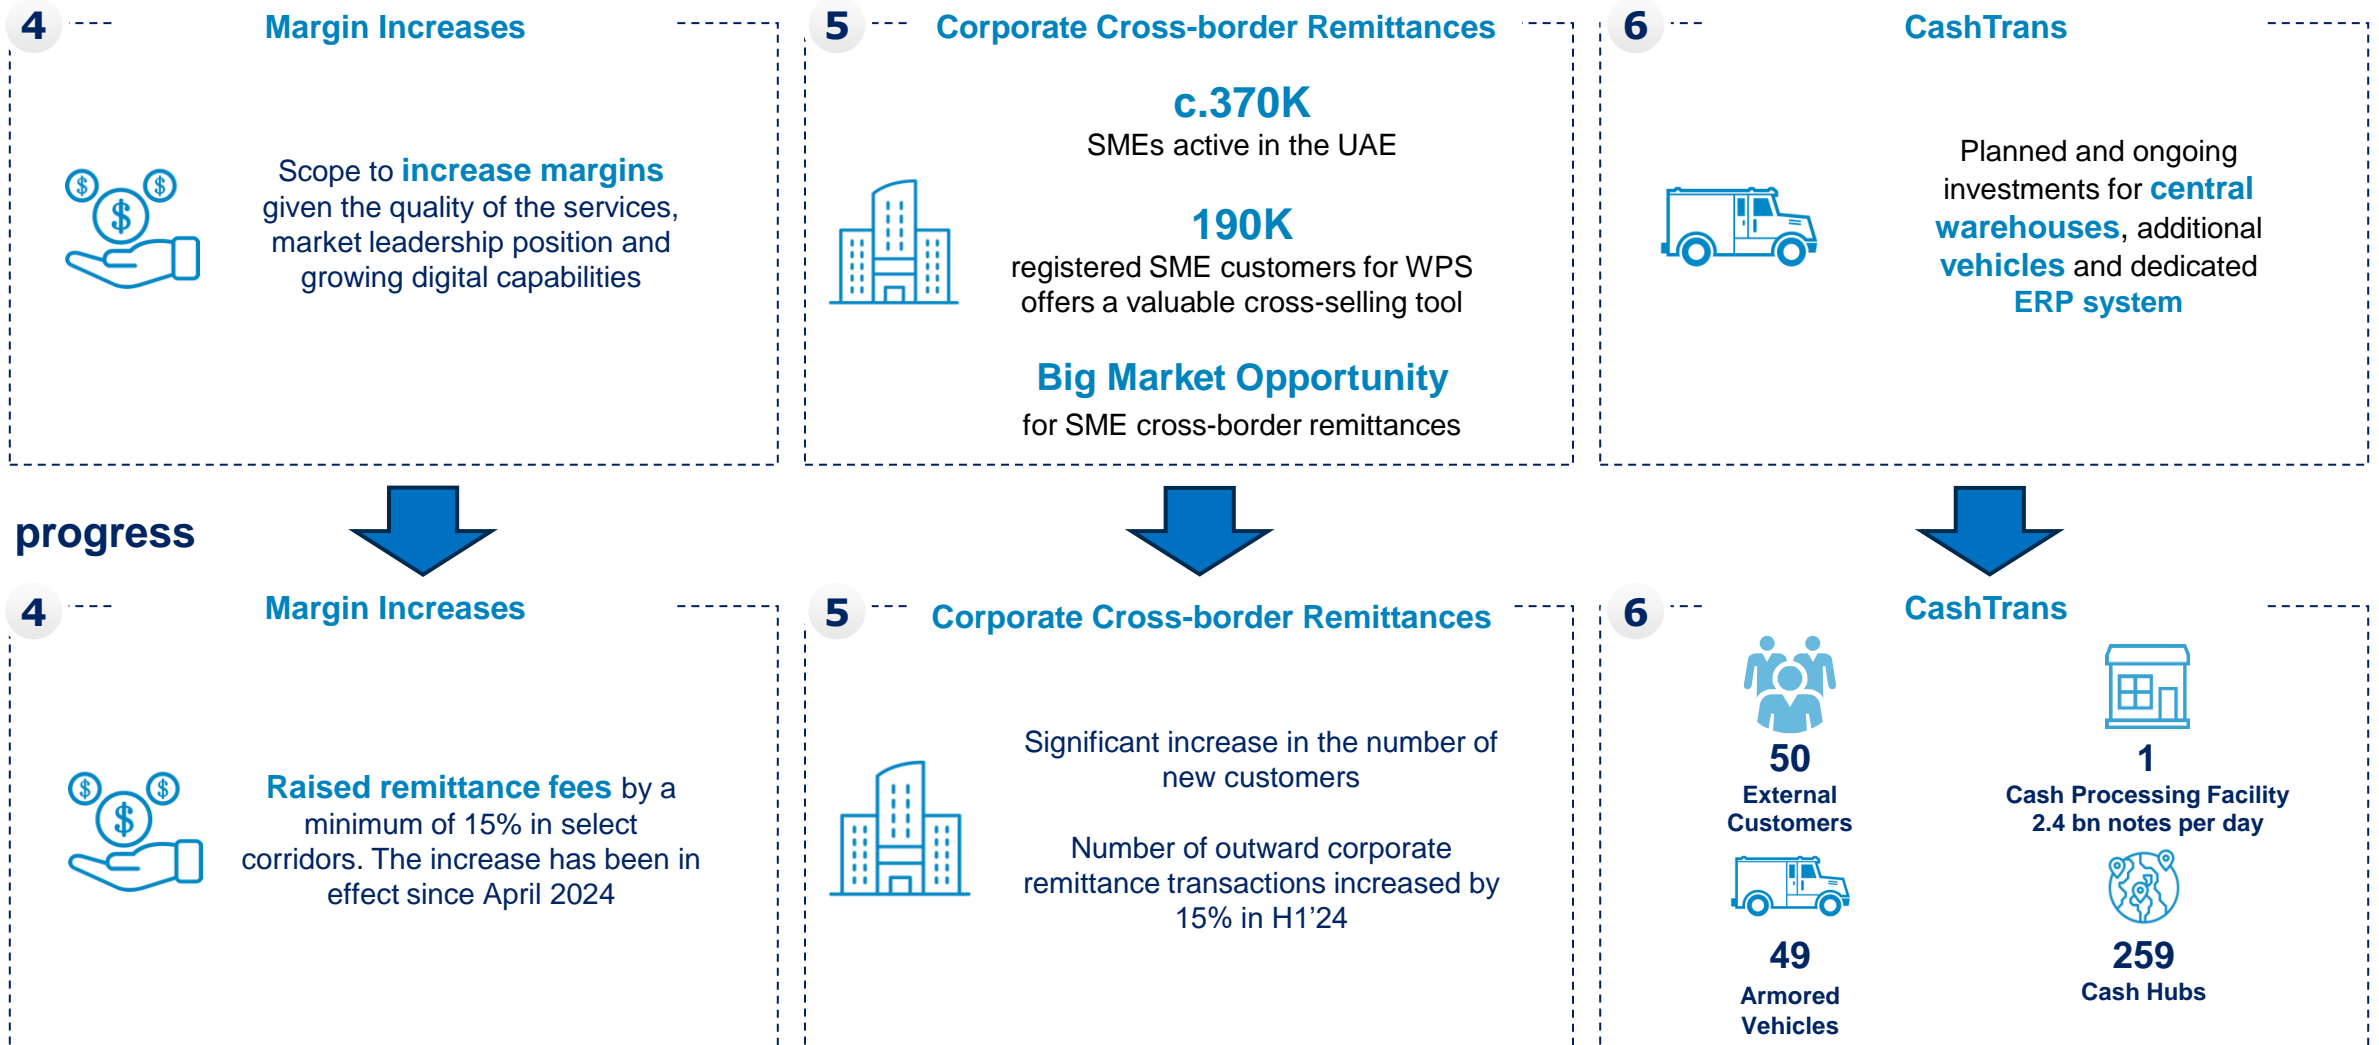 4
Margin Increases
Scope to increase margins
given the quality of the services,
market leadership position and
growing digital capabilities
5
Corporate Cross-border Remittances
c.370K
SMEs active in the UAE
190K
registered SME customers for WPS
offers a valuable cross-selling tool
Big Market Opportunity
for SME cross-border remittances
6
CashTrans
Planned and ongoing
investments for central
warehouses, additional
vehicles and dedicated
ERP system
progress
4
Margin Increases
Raised remittance fees by a
minimum of 15% in select
corridors. The increase has been in
effect since April 2024
5
Corporate Cross-border Remittances
Significant increase in the number of
new customers
Number of outward corporate
remittance transactions increased by
15% in H1’24
6
CashTrans
50
External
Customers
1
Cash Processing Facility
2.4 bn notes per day
49
Armored
Vehicles
259
Cash Hubs